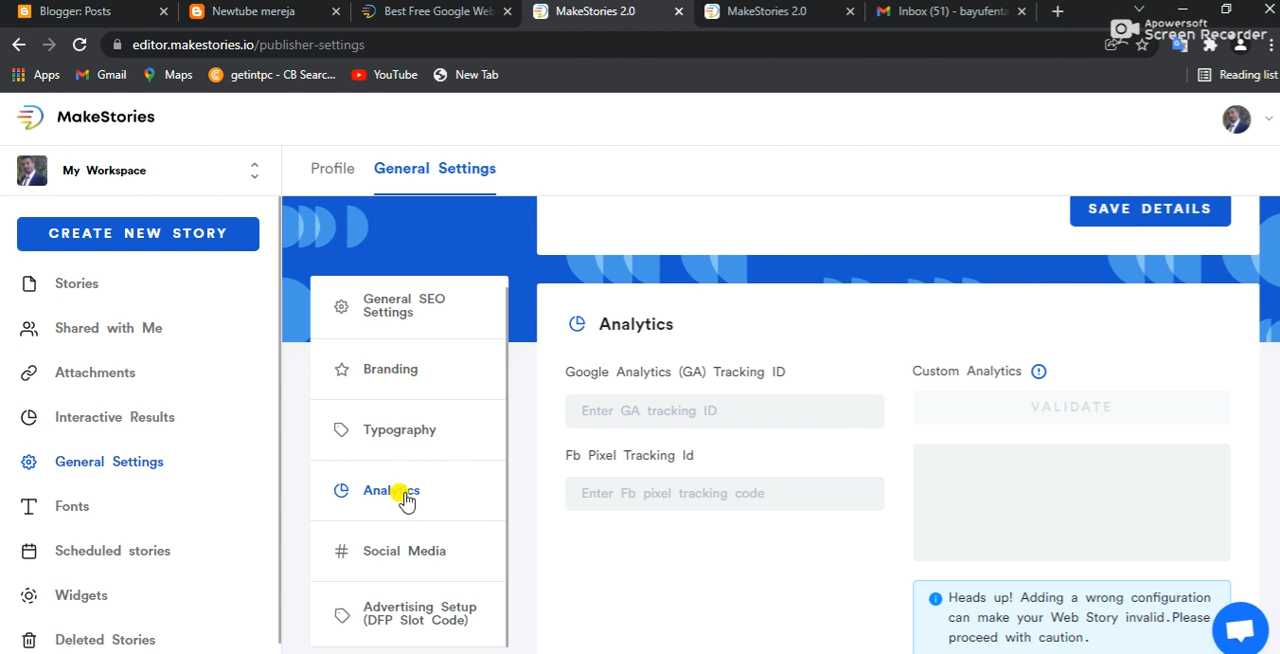 Blogger: Posts
Newtube mereja
Best Free Google Web
MakeStories 2.0
MakeStories 2.0
Inbox (51) - bayufenta
Apowersoft
Screen Recorder
editor.makestories.io/publisher-settings
Apps
Gmail
Maps
getintpc - CB Searc...
YouTube
New Tab
Reading list
MakeStories
My Workspace
Profile
General Settings
SAVE DETAILS
CREATE NEW STORY
Stories
Shared with Me
Attachments
Interactive Results
General Settings
Fonts
Scheduled stories
Widgets
Deleted Stories
General SEO
Settings
Branding
Typography
Analytics
Social Media
Advertising Setup
(DFP Slot Code)
Analytics
Google Analytics (GA) Tracking ID
Enter GA tracking ID
Fb Pixel Tracking Id
Enter Fb pixel tracking code
Custom Analytics
VALIDATE
Heads up! Adding a wrong configuration
can make your Web Story invalid.Please
proceed with caution.